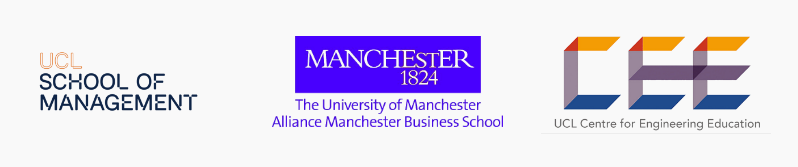 UCL
SCHOOL OF
MANAGEMENT
MANCHESTER
1824
The University of Manchester
Alliance Manchester Business School
CEE
UCL Centre for Engineering Education